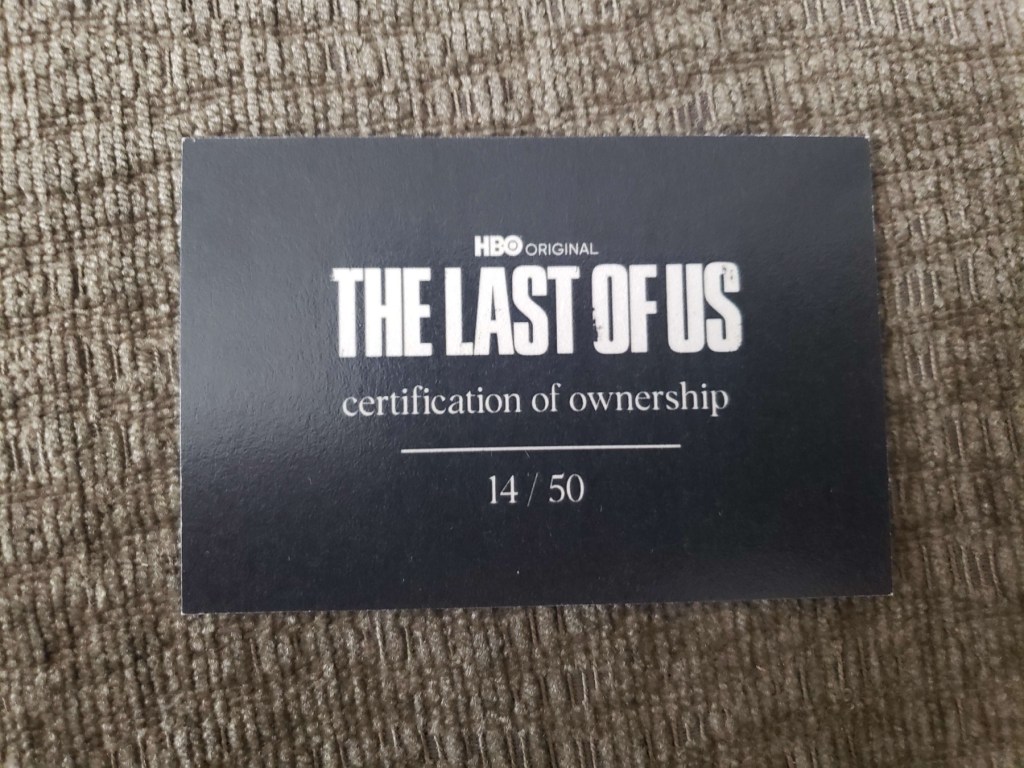 HBO ORIGINAL
THE LAST OF US
certification of ownership
14 / 50